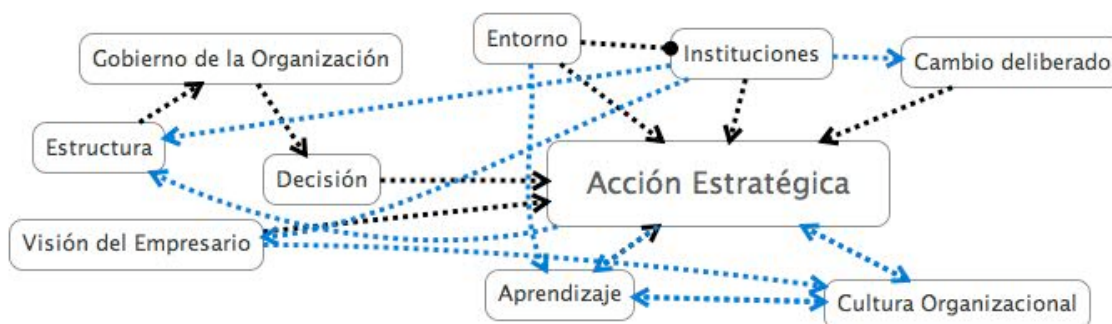 Entorno
Instituciones
Gobierno de la Organización
Cambio deliberado
Estructura
Decisión
Acción Estratégica
Visión del Empresario
Aprendizaje
Cultura Organizacional